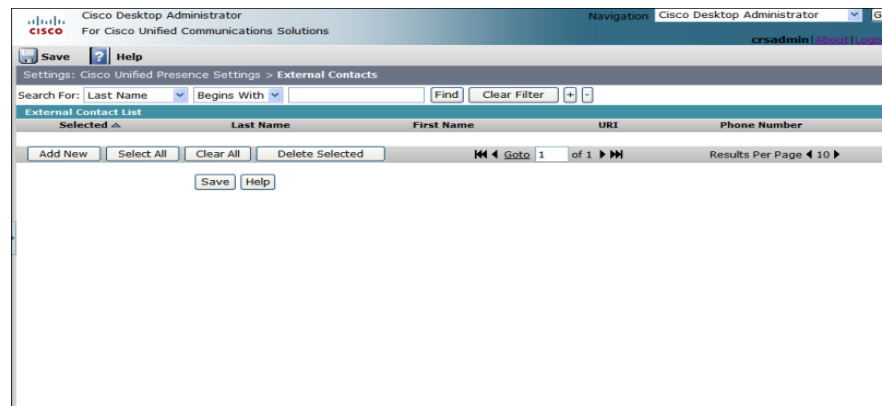 Cisco Desktop Administrator
Navigation Cisco Desktop Administrator G
CISCO For Cisco Unified Communications Solutions
crsadmin|About|Logo
Save ? Help
Settings: Cisco Unified Presence Settings > External Contacts
Search For: Last Name Begins With Find Clear Filter + -
External Contact List
Selected Last Name First Name URI Phone Number
Add New Select All Clear All Delete Selected Goto 1 of 1 Results Per Page 10
Save Help